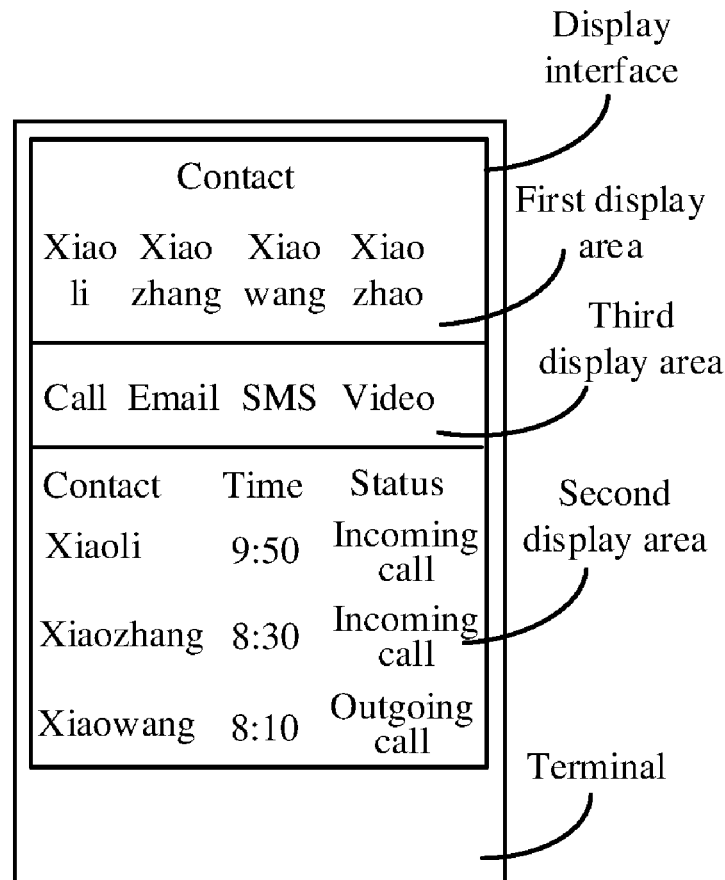 Display
interface
Contact
First display
area
Xiao Xiao Xiao Xiao
li zhang wang zhao
Third
display area
Call Email SMS Video
Contact Time Status
Second
display area
Xiaoli 9:50 Incoming
call
Xiaozhang 8:30 Incoming
call
Xiaowang 8:10 Outgoing
call
Terminal